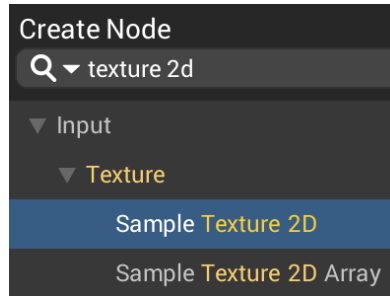 Create Node
texture 2d
Input
Texture
Sample Texture 2D
Sample Texture 2D Array